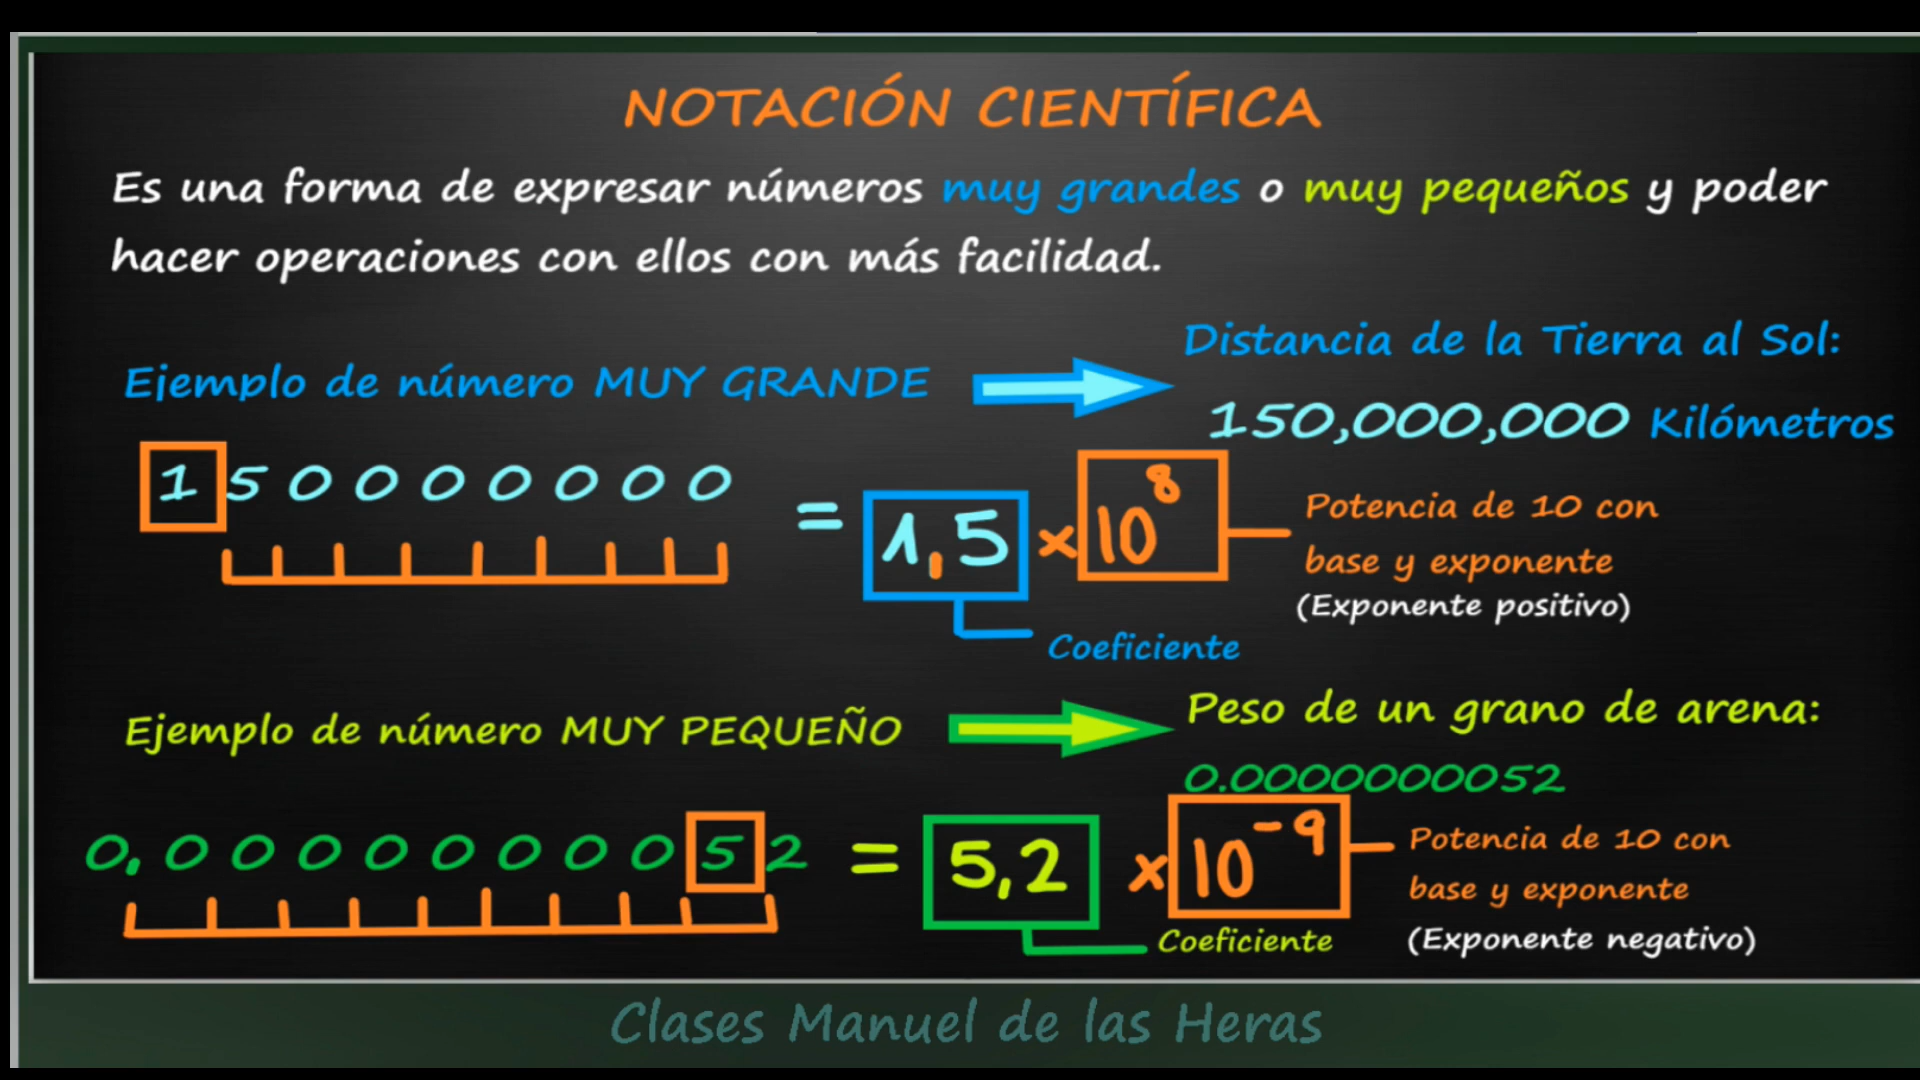 NOTACIÓN CIENTÍFICA
Es una forma de expresar números muy grandes o muy pequeños y poder
hacer operaciones con ellos con más facilidad.
Ejemplo de número MUY GRANDE
Distancia de la Tierra al Sol:
150,000,000 Kilómetros
1 5 0 0 0 0 0 0 0 = 1,5 x 10⁸
Potencia de 10 con
base y exponente
(Exponente positivo)
Coeficiente
Ejemplo de número MUY PEQUEÑO
Peso de un grano de arena:
0.0000000052
0, 0 0 0 0 0 0 0 0 5 2 = 5,2 x 10⁻⁹
Potencia de 10 con
base y exponente
(Exponente negativo)
Coeficiente
Clases Manuel de las Heras